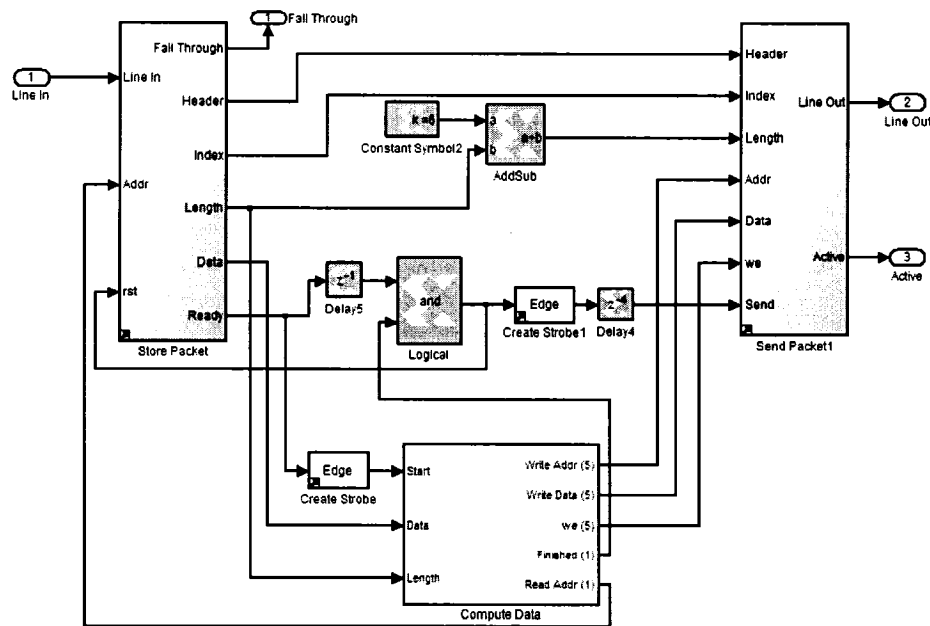 1
Fall Through
Fall Through
1
Line In
Line In
Header
Header
Index
Index
k =6
Constant Symbol2
a
b
a+b
AddSub
Length
Line Out
2
Line Out
Addr
Length
Addr
Data
Data
we
Active
3
Active
rst
Ready
z-1
Delay5
and
Logical
Edge
Create Strobe1
Delay4
Send
Store Packet
Send Packet1
Edge
Create Strobe
Start
Data
Length
Write Addr (5)
Write Data (5)
we (5)
Finished (1)
Read Addr (1)
Compute Data